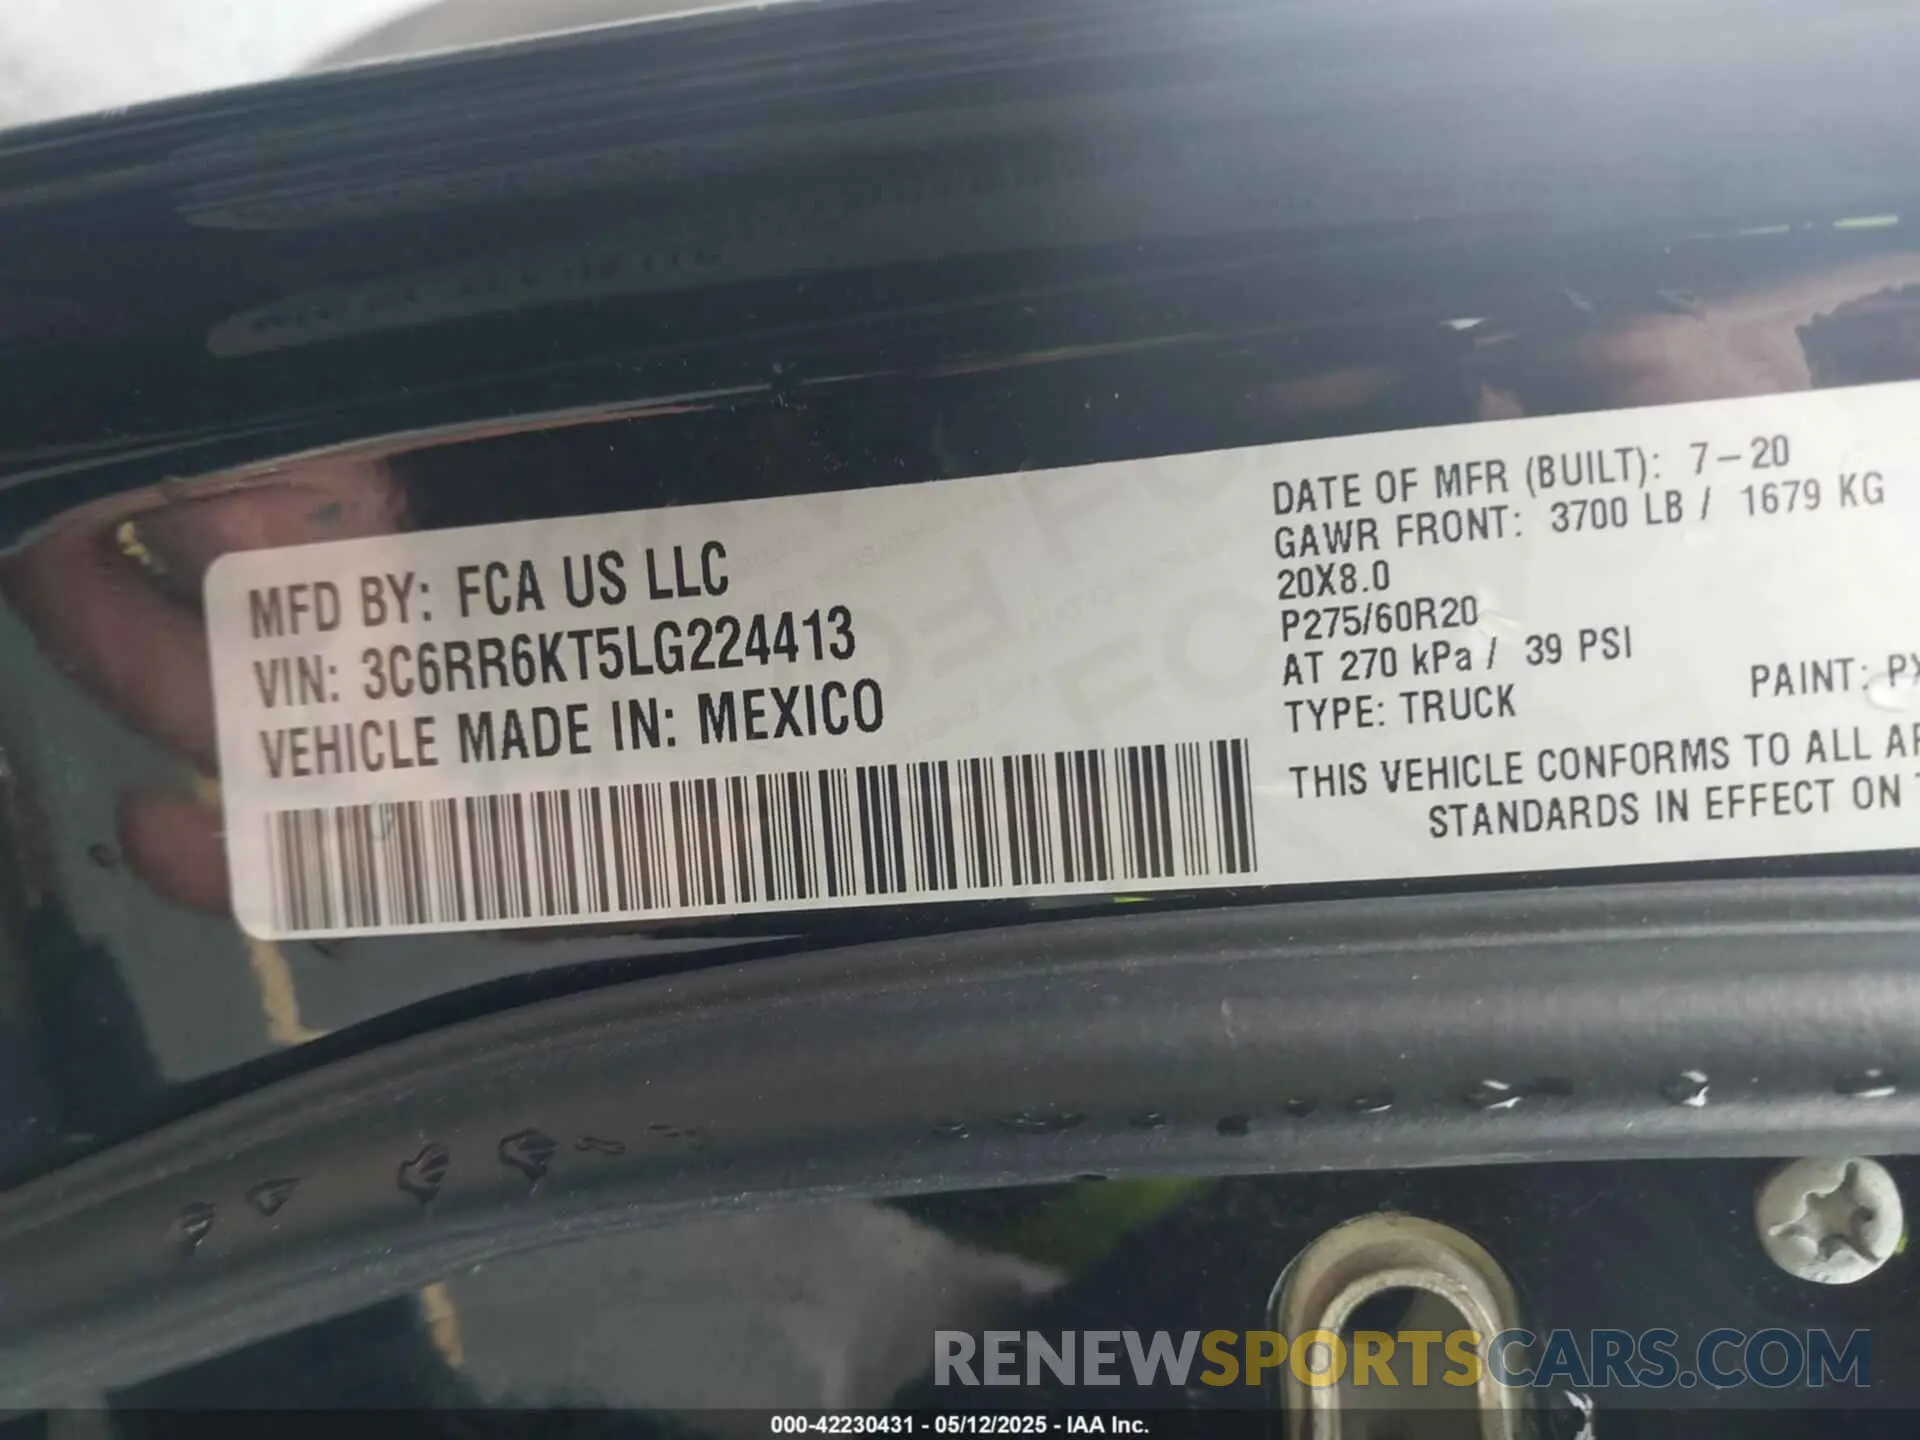 MFD BY: FCA US LLC
VIN: 3C6RR6KT5LG224413
VEHICLE MADE IN: MEXICO
DATE OF MFR (BUILT): 7-20
GAWR FRONT: 3700 LB / 1679 KG
20X8.0
P275/60R20
AT 270 kPa / 39 PSI
TYPE: TRUCK
PAINT: PX
THIS VEHICLE CONFORMS TO ALL
STANDARDS IN EFFECT ON
RENEWSPORTSCARS.COM
000-42230431 - 05/12/2025 - IAA Inc.